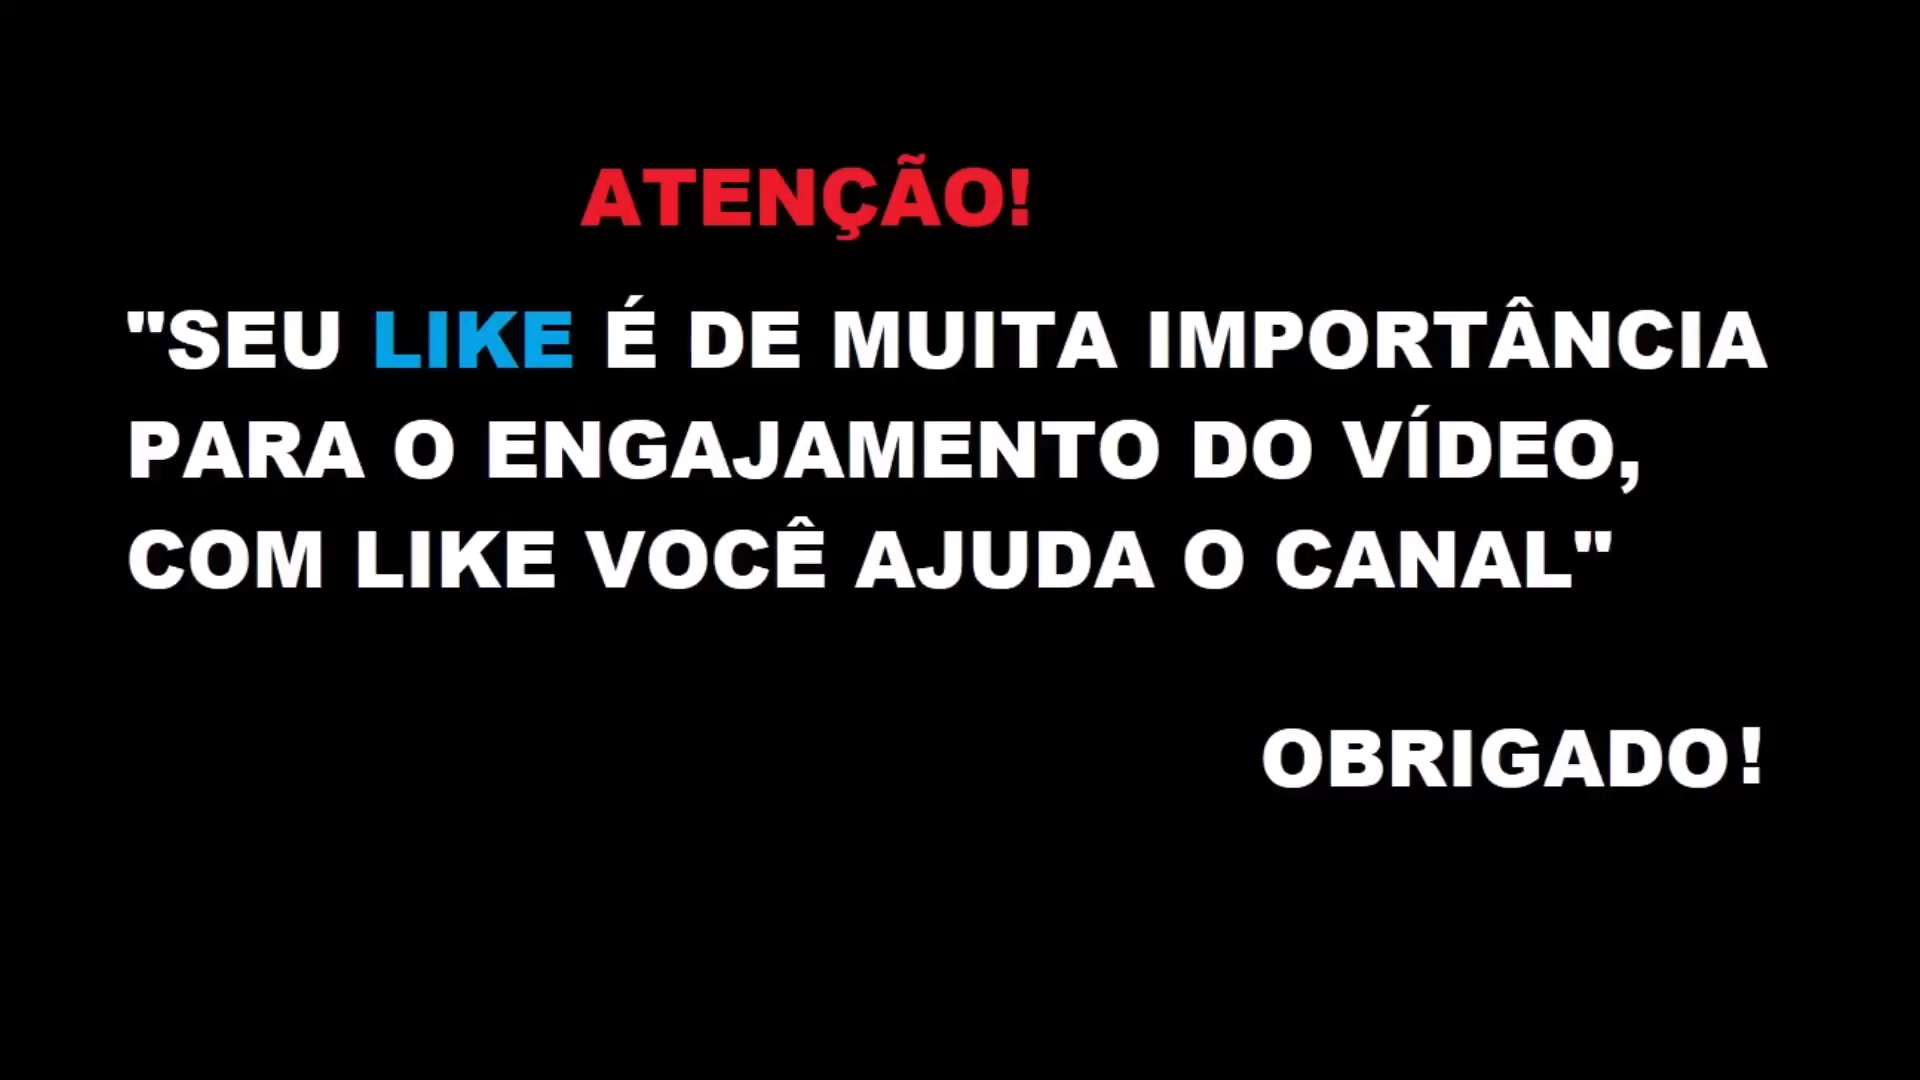 ATENÇÃO!
"SEU LIKE É DE MUITA IMPORTÂNCIA
PARA O ENGAJAMENTO DO VÍDEO,
COM LIKE VOCÊ AJUDA O CANAL"
OBRIGADO!